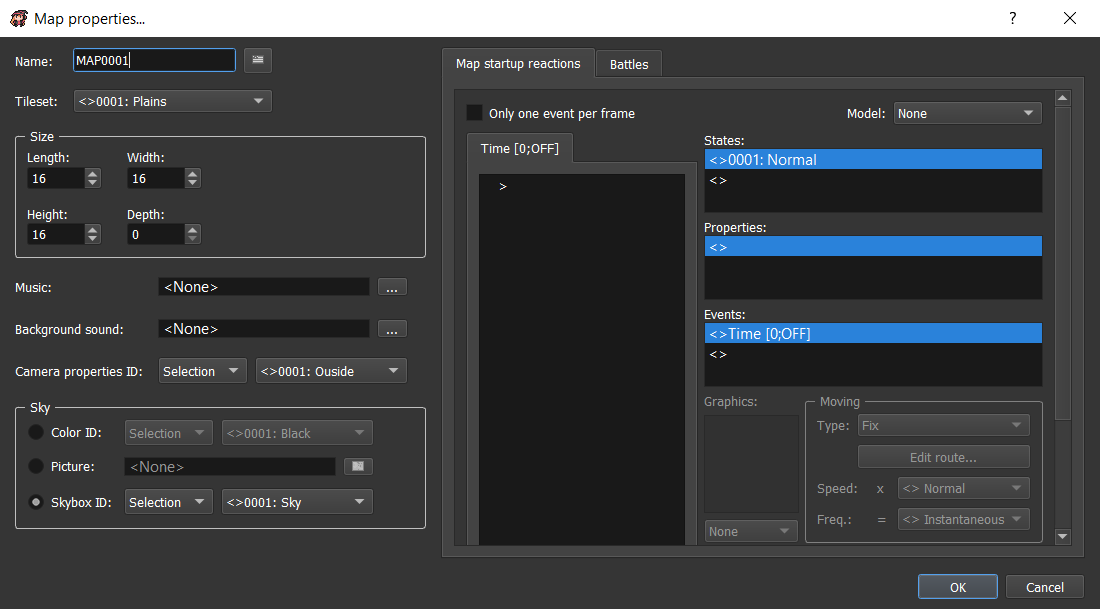 Map properties...
?
Name:
MAP0001
Tileset:
<>0001: Plains
Size
Length:
Width:
16
16
Height:
Depth:
16
0
Music:
<None>
...
Background sound:
<None>
...
Camera properties ID:
Selection
<>0001: Ouside
Sky
Color ID:
Selection
<>0001: Black
Picture:
<None>
Skybox ID:
Selection
<>0001: Sky
Map startup reactions
Battles
Only one event per frame
Model:
None
Time [0;OFF]
>
States:
<>0001: Normal
<>
Properties:
<>
Events:
<>Time [0;OFF]
<>
Graphics:
None
Moving
Type:
Fix
Edit route...
Speed:
x
<> Normal
Freq.:
=
<> Instantaneous
OK
Cancel